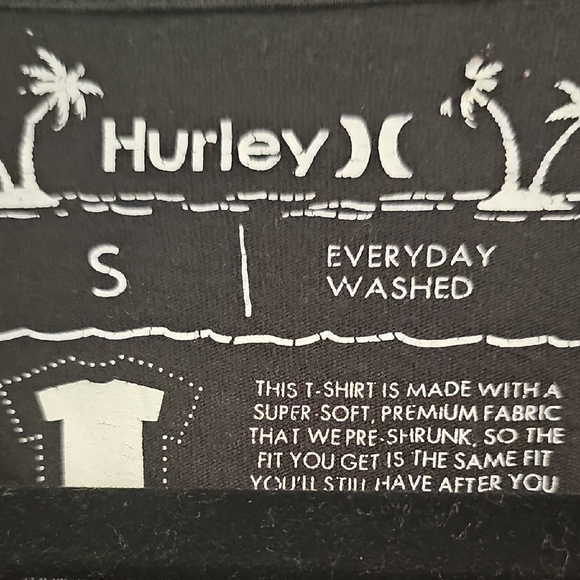 Hurley
S
EVERYDAY
WASHED
THIS T-SHIRT IS MADE WITH A
SUPER-SOFT, PREMIUM FABRIC
THAT WE PRE-SHRUNK, SO THE
FIT YOU GET IS THE SAME FIT
YOU'LL STILL HAVE AFTER YOU